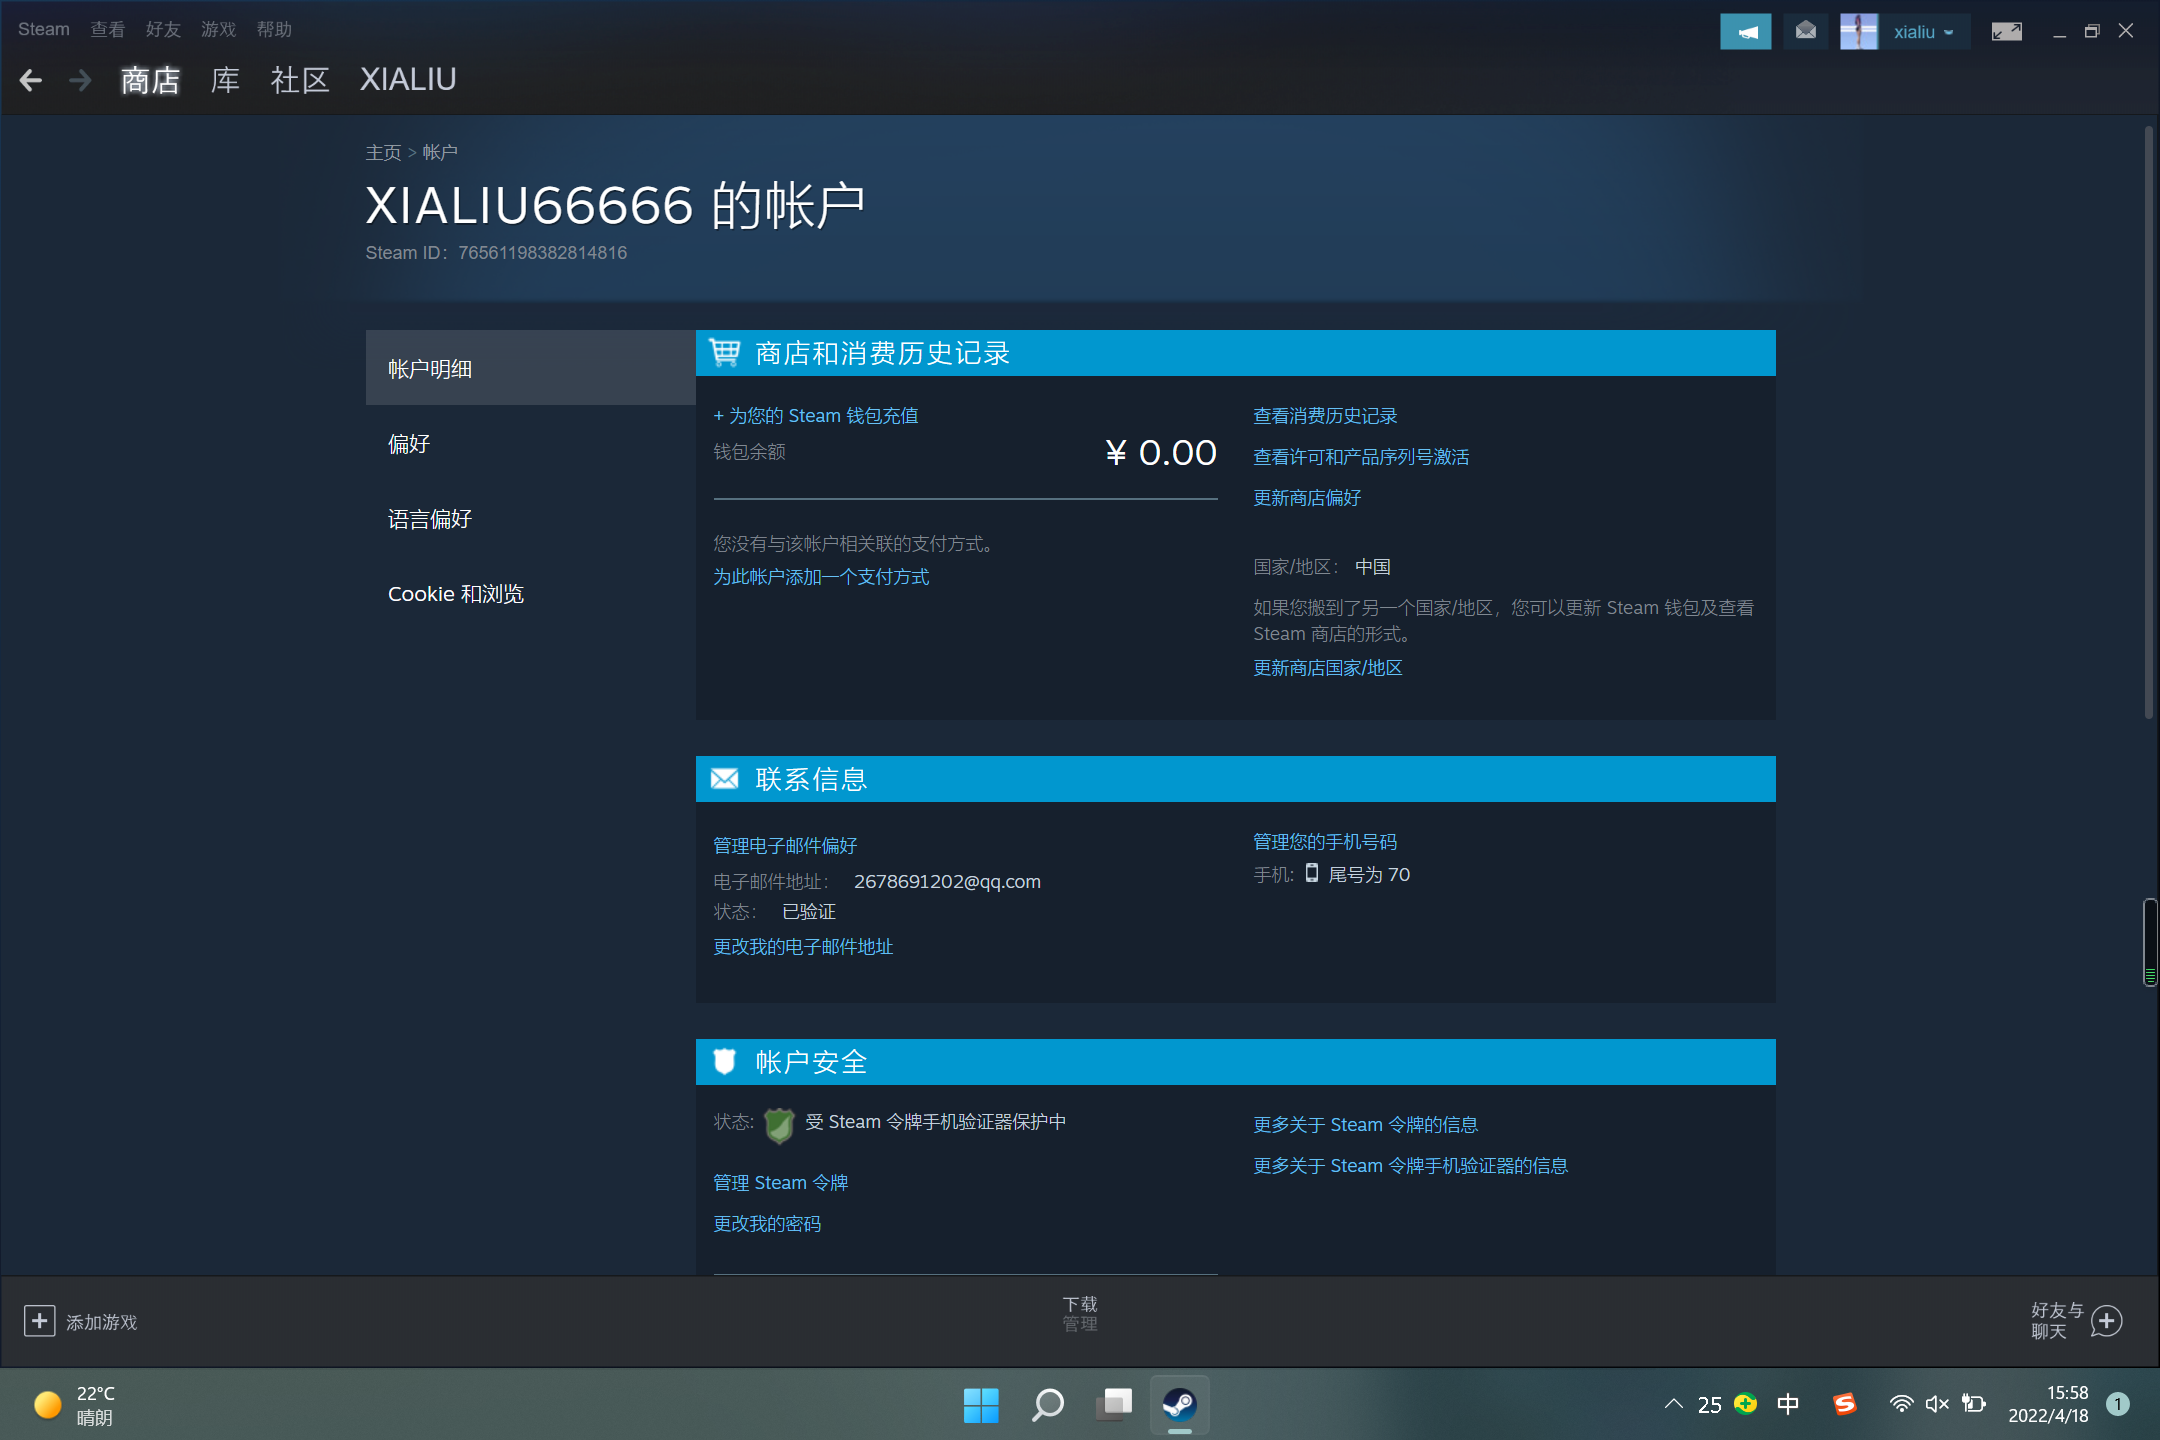 Steam 查看 好友 游戏 帮助
xialiu
商店 库 社区 XIALIU
主页 > 帐户
XIALIU66666 的帐户
Steam ID：76561198382814816
帐户明细
偏好
语言偏好
Cookie 和浏览
商店和消费历史记录
+ 为您的 Steam 钱包充值
钱包余额 ¥ 0.00
您没有与该帐户相关联的支付方式。
为此帐户添加一个支付方式
查看消费历史记录
查看许可和产品序列号激活
更新商店偏好
国家/地区： 中国
如果您搬到了另一个国家/地区，您可以更新 Steam 钱包及查看
Steam 商店的形式。
更新商店国家/地区
联系信息
管理电子邮件偏好
电子邮件地址： 2678691202@qq.com
状态： 已验证
更改我的电子邮件地址
管理您的手机号码
手机: 尾号为 70
帐户安全
状态: 受 Steam 令牌手机验证器保护中
管理 Steam 令牌
更改我的密码
更多关于 Steam 令牌的信息
更多关于 Steam 令牌手机验证器的信息
添加游戏
下载
管理
好友与
聊天
22°C
晴朗
25
中
15:58
2022/4/18
1